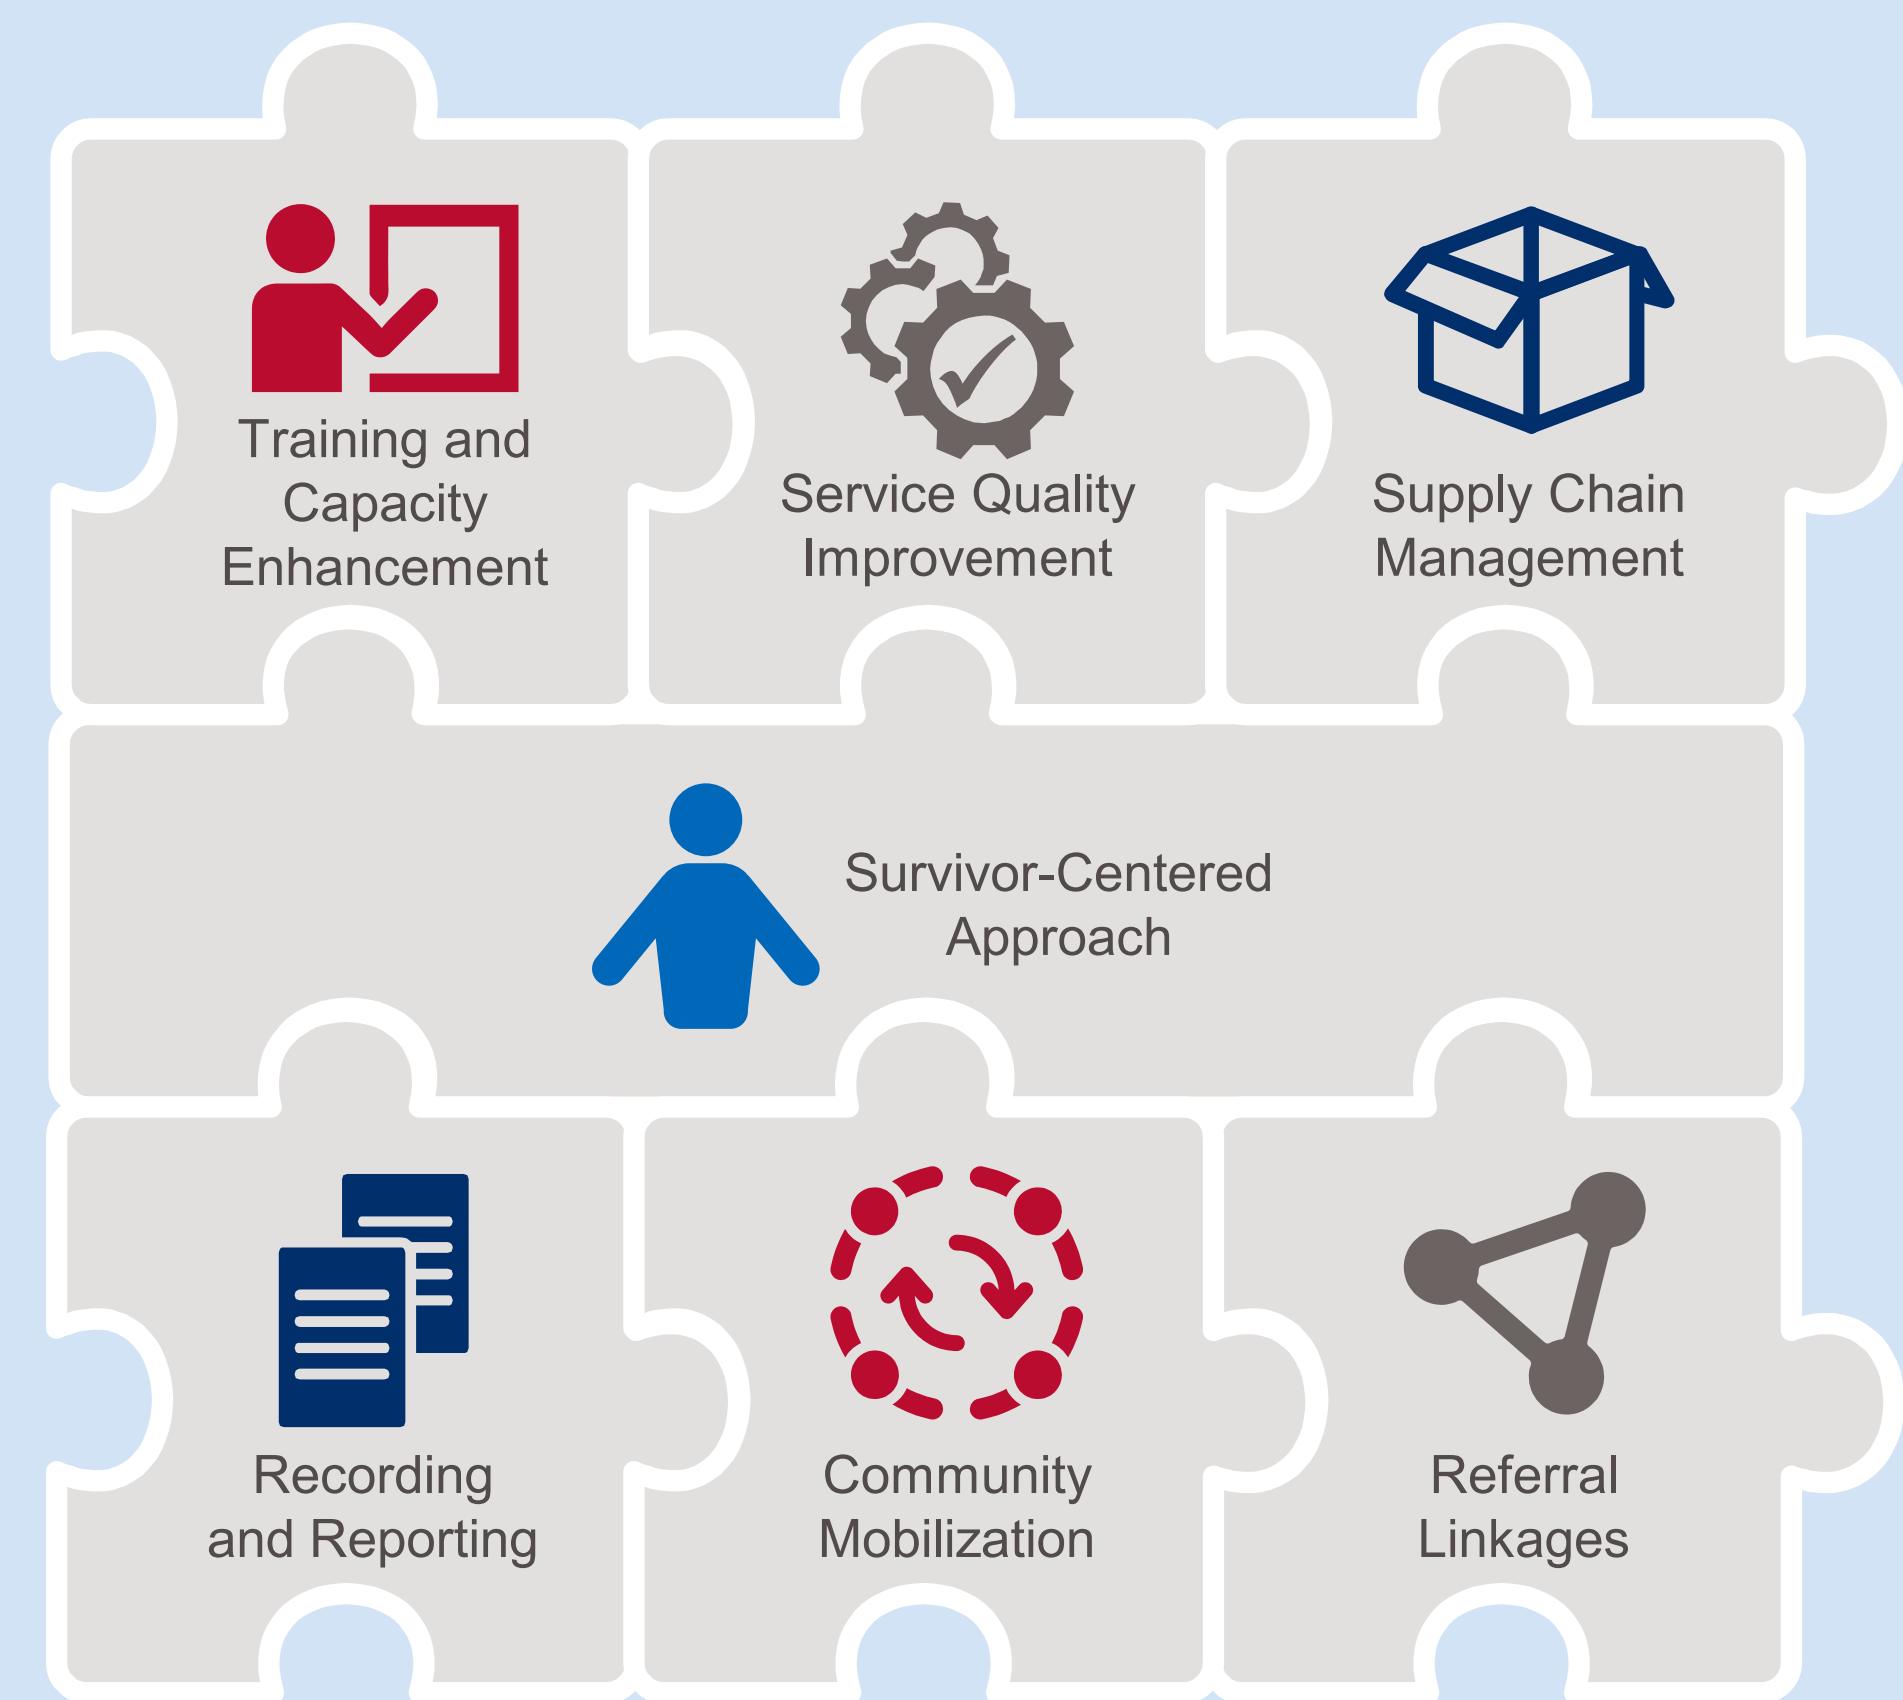 Training and
Capacity
Enhancement
Service Quality
Improvement
Supply Chain
Management
Survivor-Centered
Approach
Recording
and Reporting
Community
Mobilization
Referral
Linkages